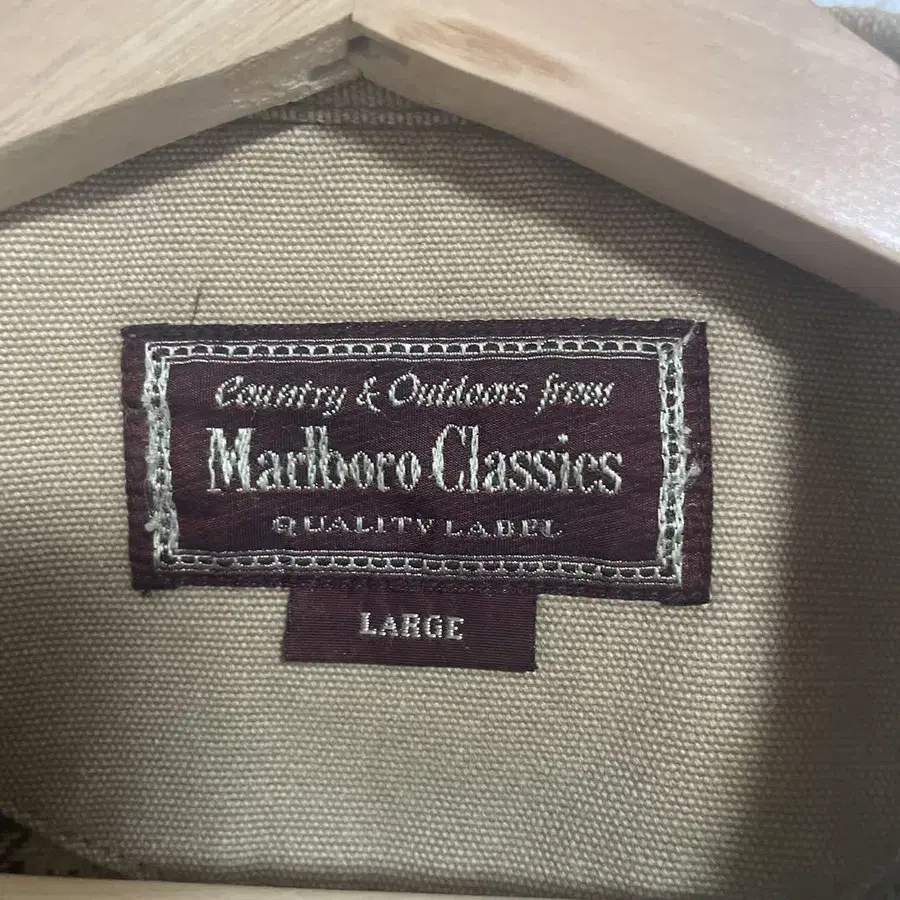 Country & Outdoors from
Marlboro Classics
QUALITY LABEL
LARGE